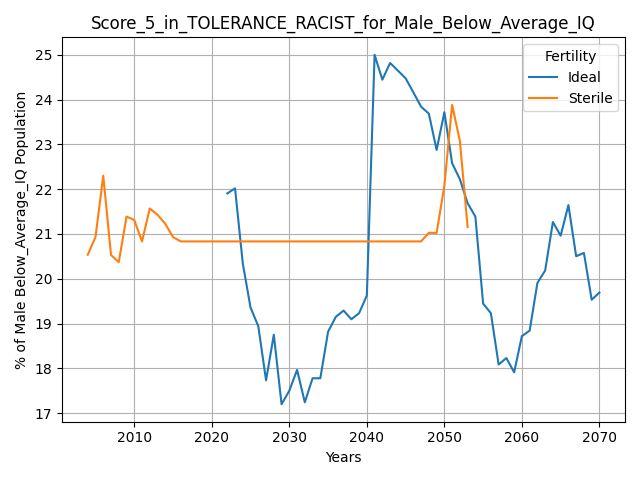 Score_5_in_TOLERANCE_RACIST_for_Male_Below_Average_IQ
% of Male Below_Average_IQ Population
25
24
23
22
21
20
19
18
17
Fertility
Ideal
Sterile
2010 2020 2030 2040 2050 2060 2070
Years